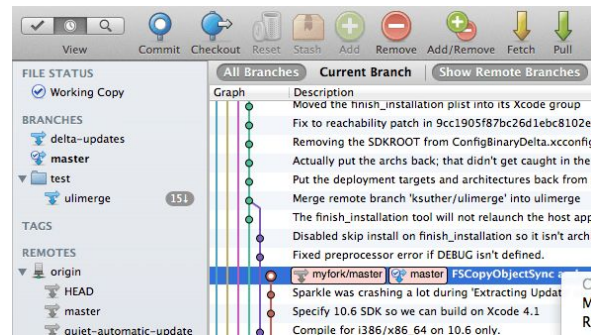 View Commit Checkout Reset Stash Add Remove Add/Remove Fetch Pull
FILE STATUS
Working Copy
BRANCHES
delta-updates
master
test
ulimerge 15↓
TAGS
REMOTES
origin
HEAD
master
quiet-automatic-update
All Branches Current Branch Show Remote Branches
Graph Description
Moved the finish_installation plist into its Xcode group
Fix to reachability patch in 9cc1905f87bc26d1ebc8102e
Removing the SDKROOT from ConfigBinaryDelta.xcconfig
Actually put the archs back; that didn't get caught in the
Put the deployment targets and architectures back from
Merge remote branch 'ksuther/ulimerge' into ulimerge
The finish_installation tool will not relaunch the host app
Disabled skip install on finish_installation so it isn't arch
Fixed preprocessor error if DEBUG isn't defined.
myfork/master master FSCopyObjectSync
Sparkle was crashing a lot during 'Extracting Updat
Specify 10.6 SDK so we can build on Xcode 4.1
Compile for i386/x86_64 on 10.6 only.
C
M
R